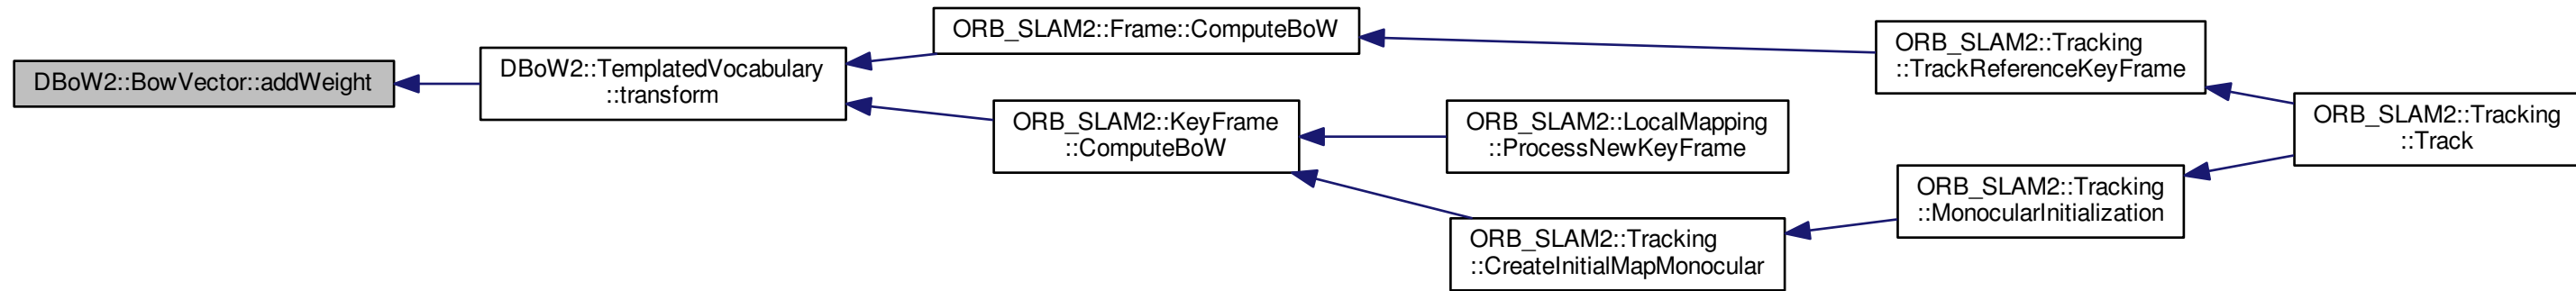 DBoW2::BowVector::addWeight
DBoW2::TemplatedVocabulary
::transform
ORB_SLAM2::Frame::ComputeBoW
ORB_SLAM2::KeyFrame
::ComputeBoW
ORB_SLAM2::LocalMapping
::ProcessNewKeyFrame
ORB_SLAM2::Tracking
::CreateInitialMapMonocular
ORB_SLAM2::Tracking
::TrackReferenceKeyFrame
ORB_SLAM2::Tracking
::MonocularInitialization
ORB_SLAM2::Tracking
::Track